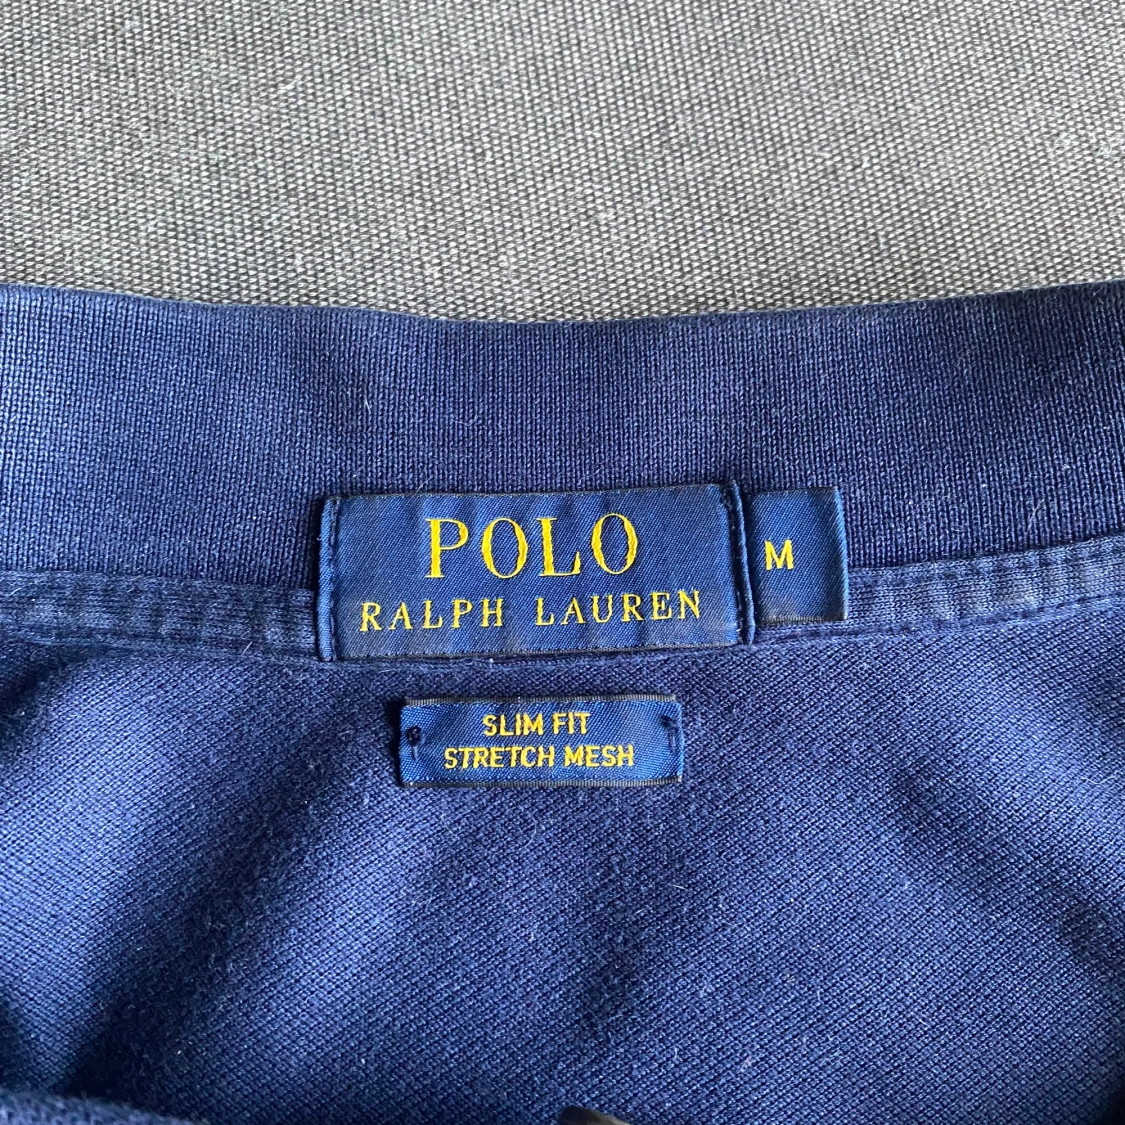 POLO
RALPH LAUREN
M
SLIM FIT
STRETCH MESH